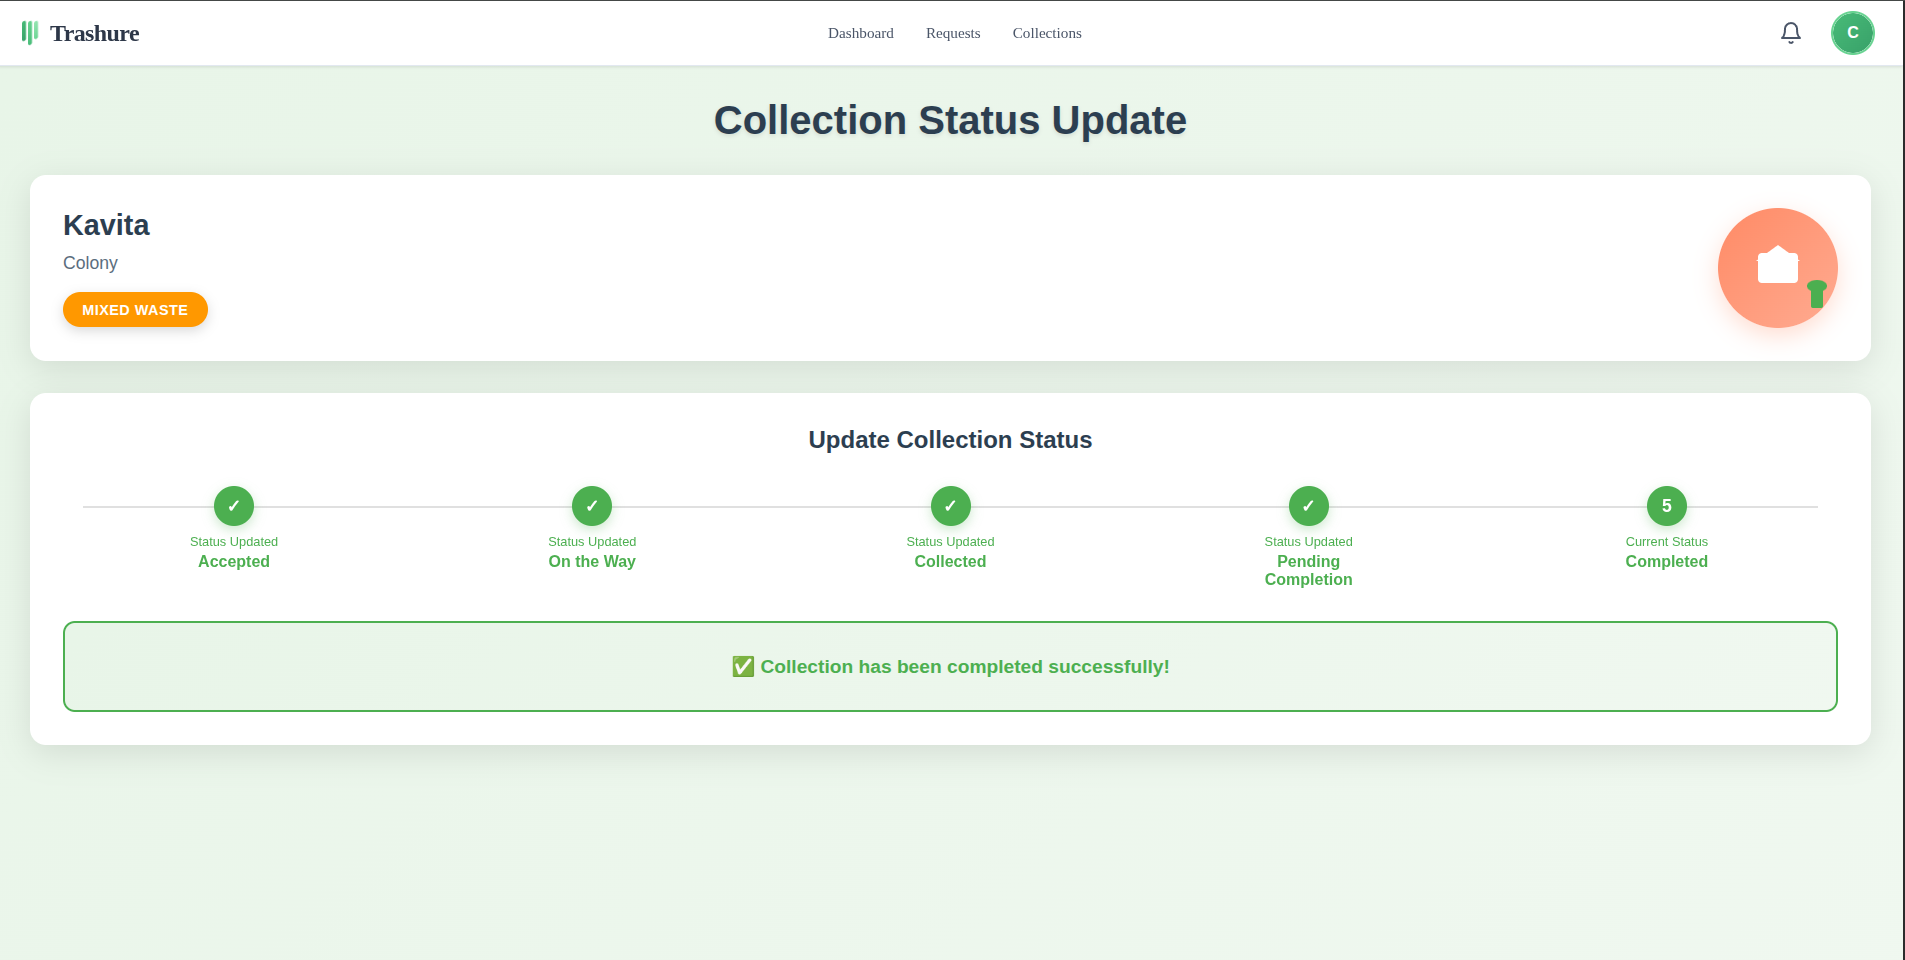 Trashure
Dashboard Requests Collections
C
Collection Status Update
Kavita
Colony
MIXED WASTE
Update Collection Status
✓ ✓ ✓ ✓ 5
Status Updated Status Updated Status Updated Status Updated Current Status
Accepted On the Way Collected Pending Completed
Completion
✅ Collection has been completed successfully!